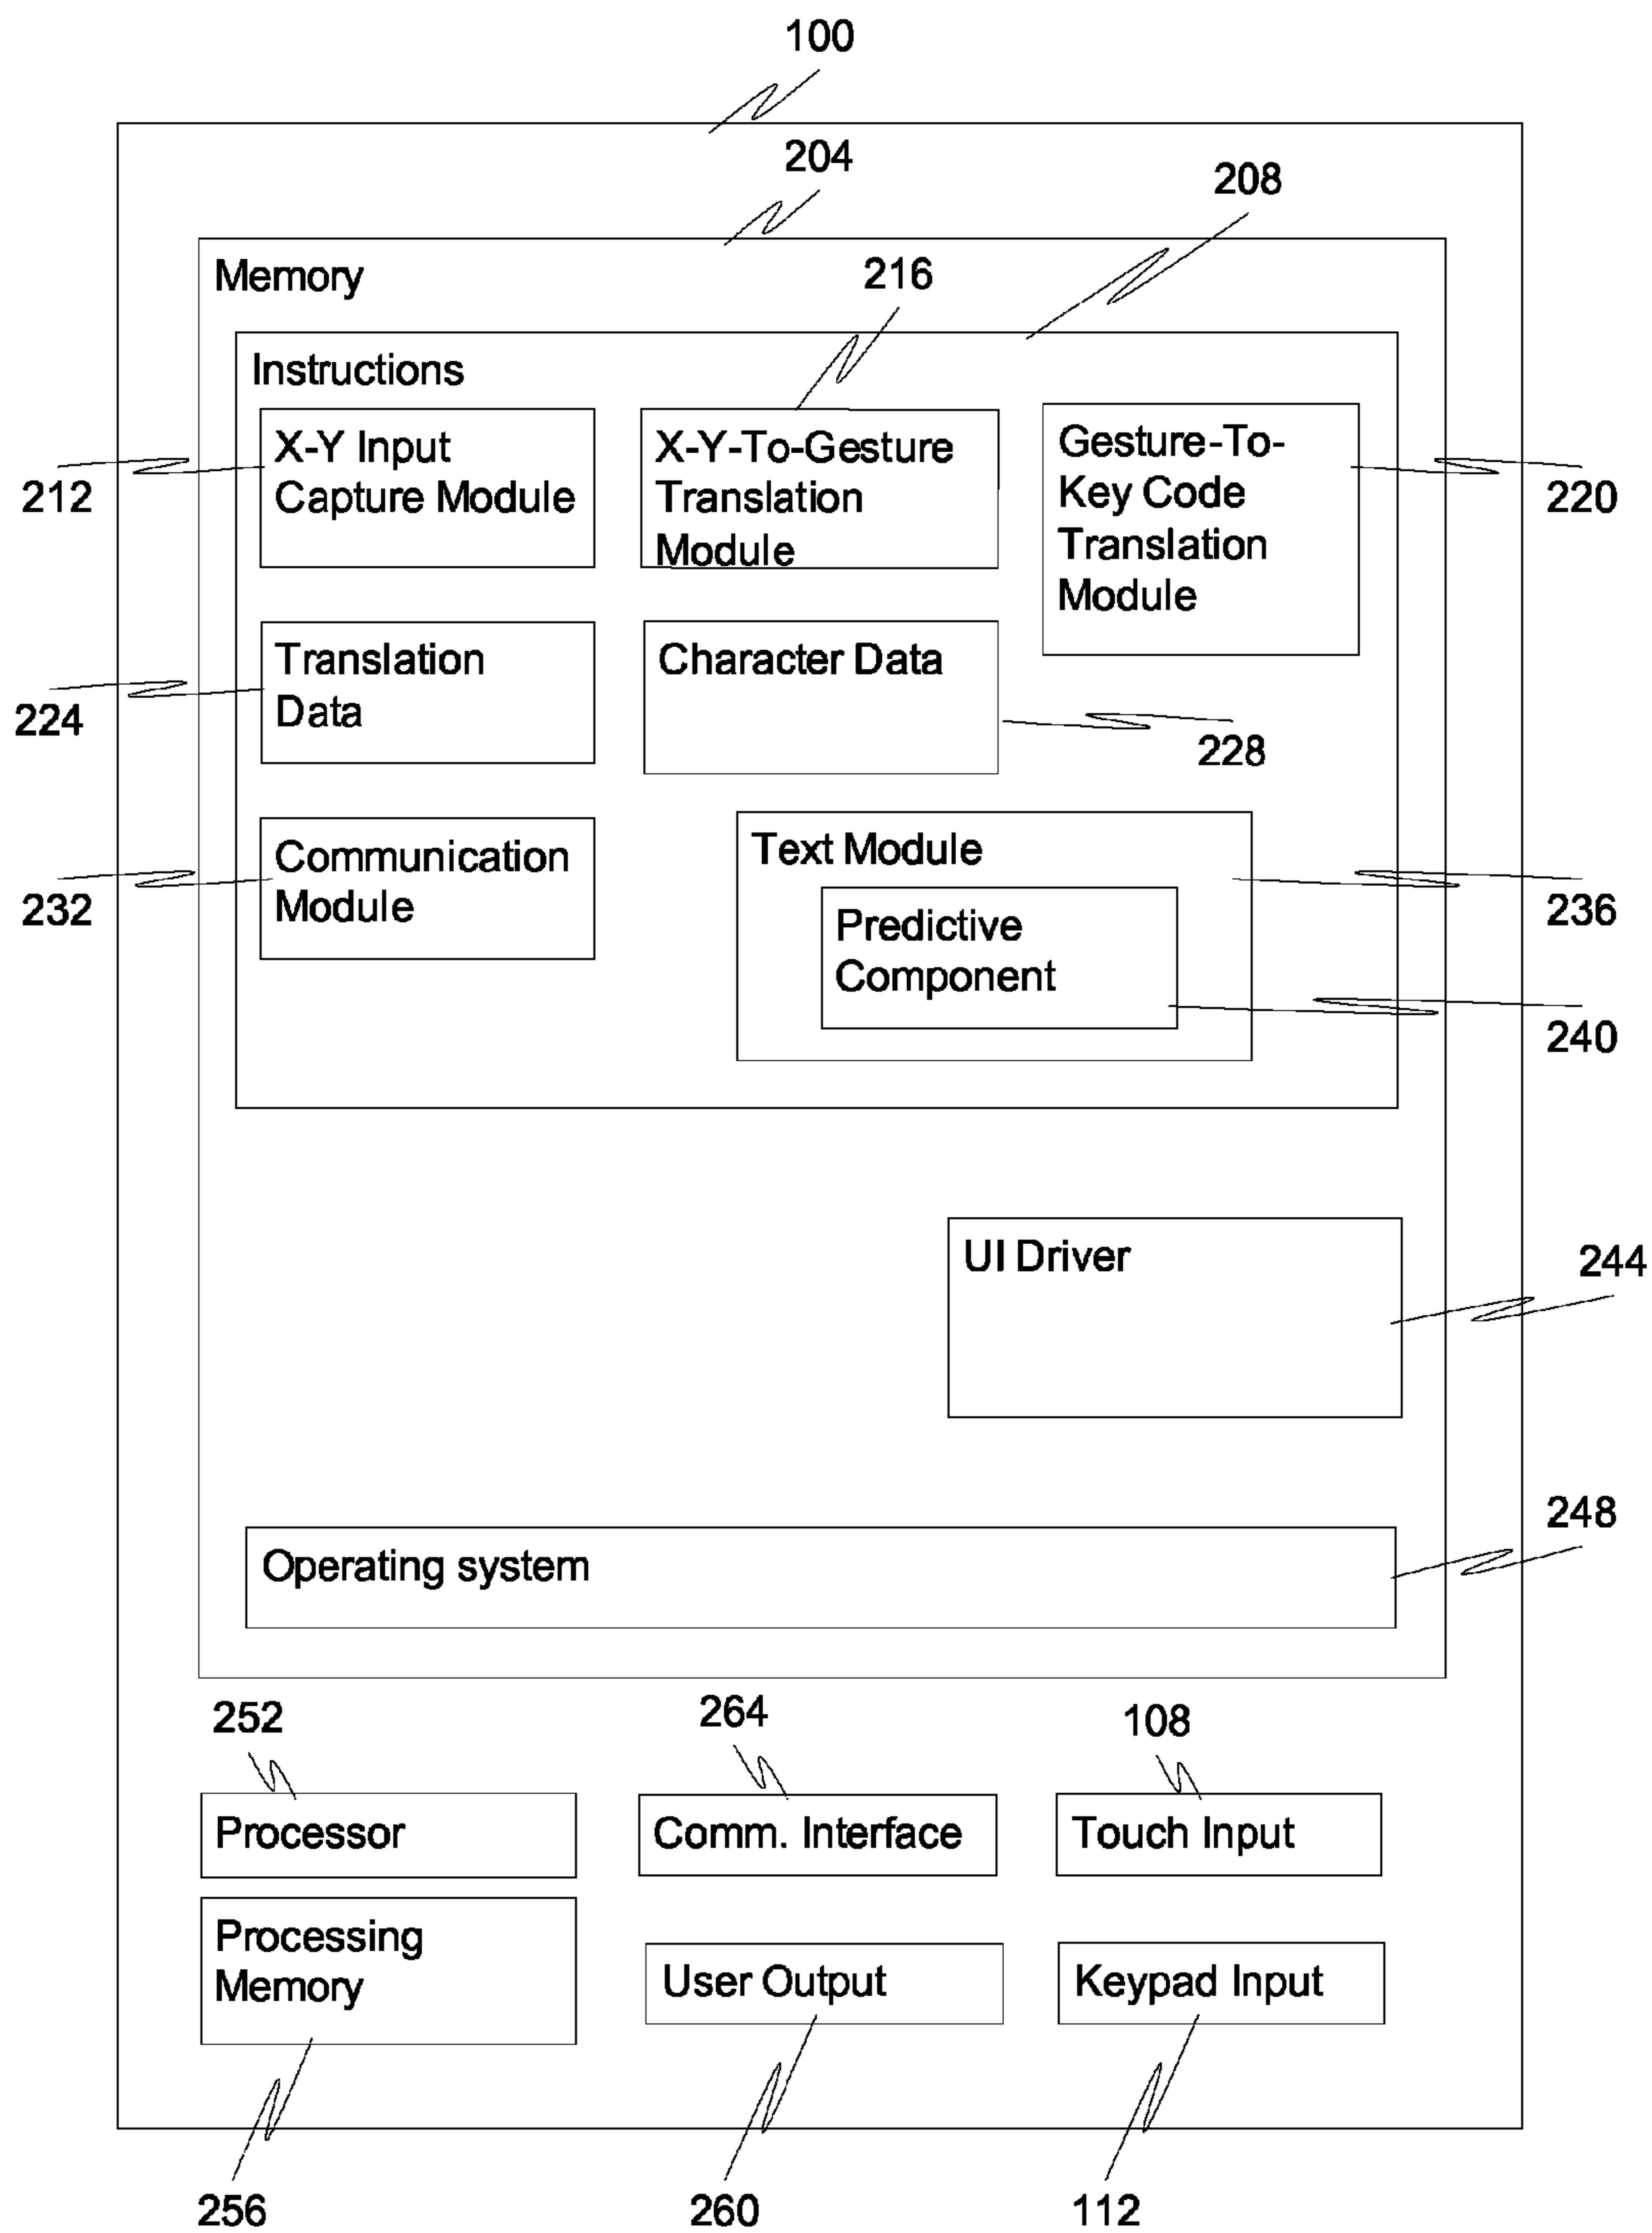 100
204
208
Memory
216
Instructions
X-Y Input
Capture Module
212
X-Y-To-Gesture
Translation
Module
Gesture-To-
Key Code
Translation
Module
220
Translation
Data
224
Character Data
228
Communication
Module
232
Text Module
236
Predictive
Component
240
UI Driver
244
248
Operating system
252
264
108
Processor
Comm. Interface
Touch Input
Processing
Memory
User Output
Keypad Input
256
260
112